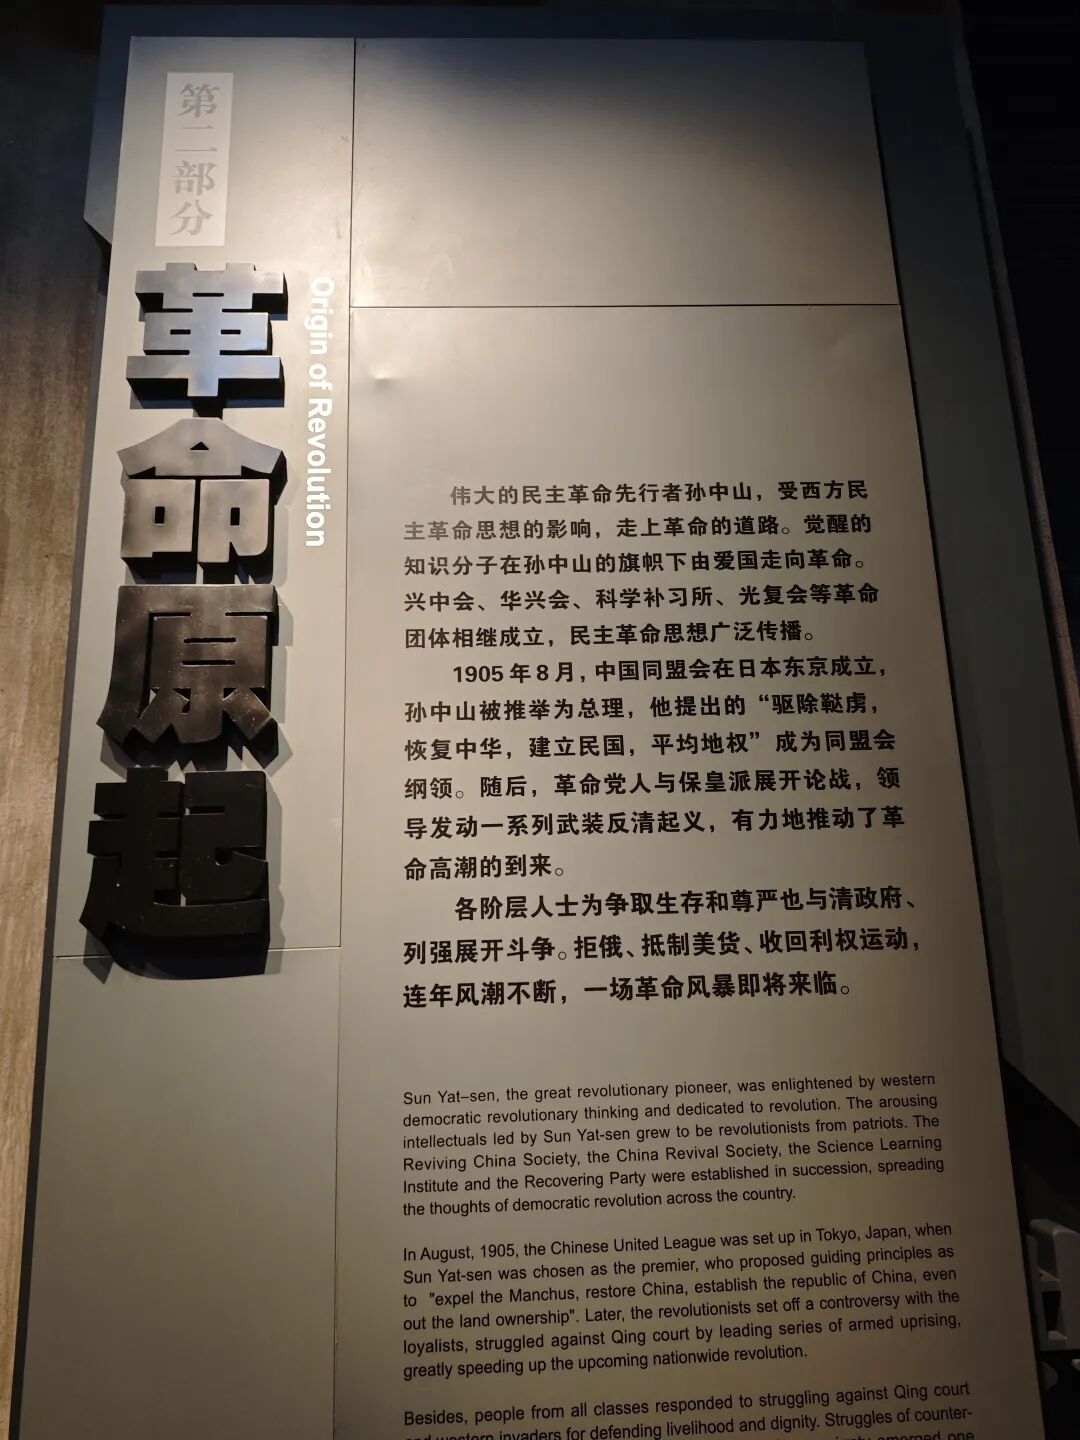 第二部分
革命原起
Origin of Revolution
伟大的民主革命先行者孙中山，受西方民
主革命思想的影响，走上革命的道路。觉醒的
知识分子在孙中山的旗帜下由爱国走向革命。
兴中会、华兴会、科学补习所、光复会等革命
团体相继成立，民主革命思想广泛传播。
1905年8月，中国同盟会在日本东京成立，
孙中山被推举为总理，他提出的“驱除鞑虏，
恢复中华，建立民国，平均地权”成为同盟会
纲领。随后，革命党人与保皇派展开论战，领
导发动一系列武装反清起义，有力地推动了革
命高潮的到来。
各阶层人士为争取生存和尊严也与清政府、
列强展开斗争。拒俄、抵制美货、收回利权运动，
连年风潮不断，一场革命风暴即将来临。
Sun Yat–sen, the great revolutionary pioneer, was enlightened by western
democratic revolutionary thinking and dedicated to revolution. The arousing
intellectuals led by Sun Yat-sen grew to be revolutionists from patriots. The
Reviving China Society, the China Revival Society, the Science Learning
Institute and the Recovering Party were established in succession, spreading
the thoughts of democratic revolution across the country.
In August, 1905, the Chinese United League was set up in Tokyo, Japan, when
Sun Yat-sen was chosen as the premier, who proposed guiding principles as
to "expel the Manchus, restore China, establish the republic of China, even
out the land ownership". Later, the revolutionists set off a controversy with the
loyalists, struggled against Qing court by leading series of armed uprising,
greatly speeding up the upcoming nationwide revolution.
Besides, people from all classes responded to struggling against Qing court
and western invaders for defending livelihood and dignity. Struggles of counter-
emerged one